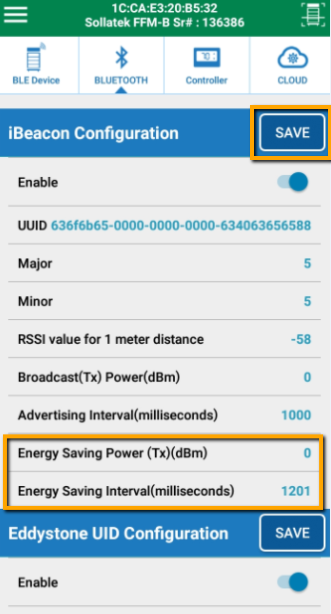 1C:CA:E3:20:B5:32
Sollatek FFM-B Sr# : 136386
BLE Device BLUETOOTH Controller CLOUD
iBeacon Configuration SAVE
Enable
UUID 636f6b65-0000-0000-0000-634063656588
Major 5
Minor 5
RSSI value for 1 meter distance -58
Broadcast(Tx) Power(dBm) 0
Advertising Interval(milliseconds) 1000
Energy Saving Power (Tx)(dBm) 0
Energy Saving Interval(milliseconds) 1201
Eddystone UID Configuration SAVE
Enable